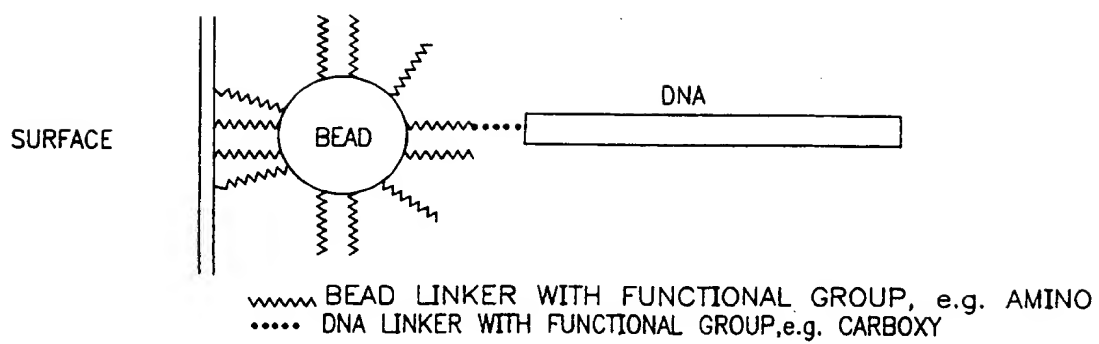 DNA
SURFACE
BEAD
BEAD LINKER WITH FUNCTIONAL GROUP, e.g. AMINO
DNA LINKER WITH FUNCTIONAL GROUP,e.g. CARBOXY